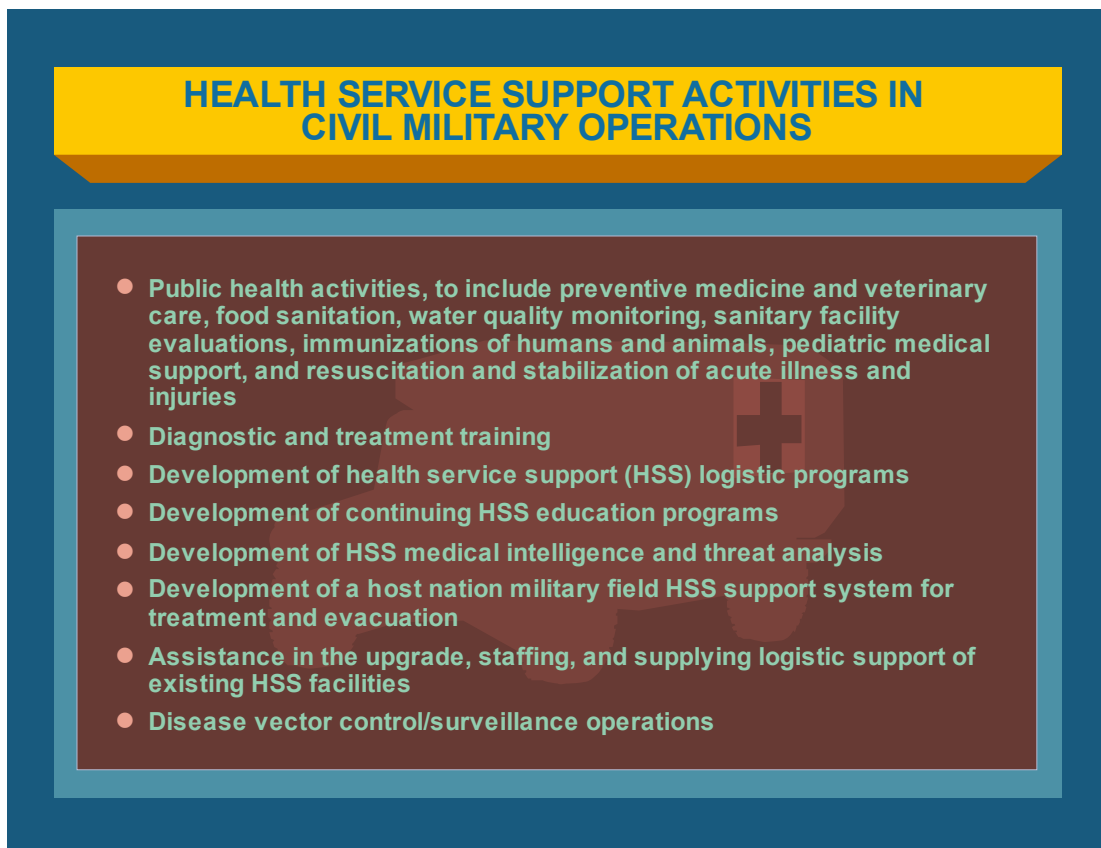 HEALTH SERVICE SUPPORT ACTIVITIES IN
CIVIL MILITARY OPERATIONS
Public health activities, to include preventive medicine and veterinary
care, food sanitation, water quality monitoring, sanitary facility
evaluations, immunizations of humans and animals, pediatric medical
support, and resuscitation and stabilization of acute illness and
injuries
Diagnostic and treatment training
Development of health service support (HSS) logistic programs
Development of continuing HSS education programs
Development of HSS medical intelligence and threat analysis
Development of a host nation military field HSS support system for
treatment and evacuation
Assistance in the upgrade, staffing, and supplying logistic support of
existing HSS facilities
Disease vector control/surveillance operations